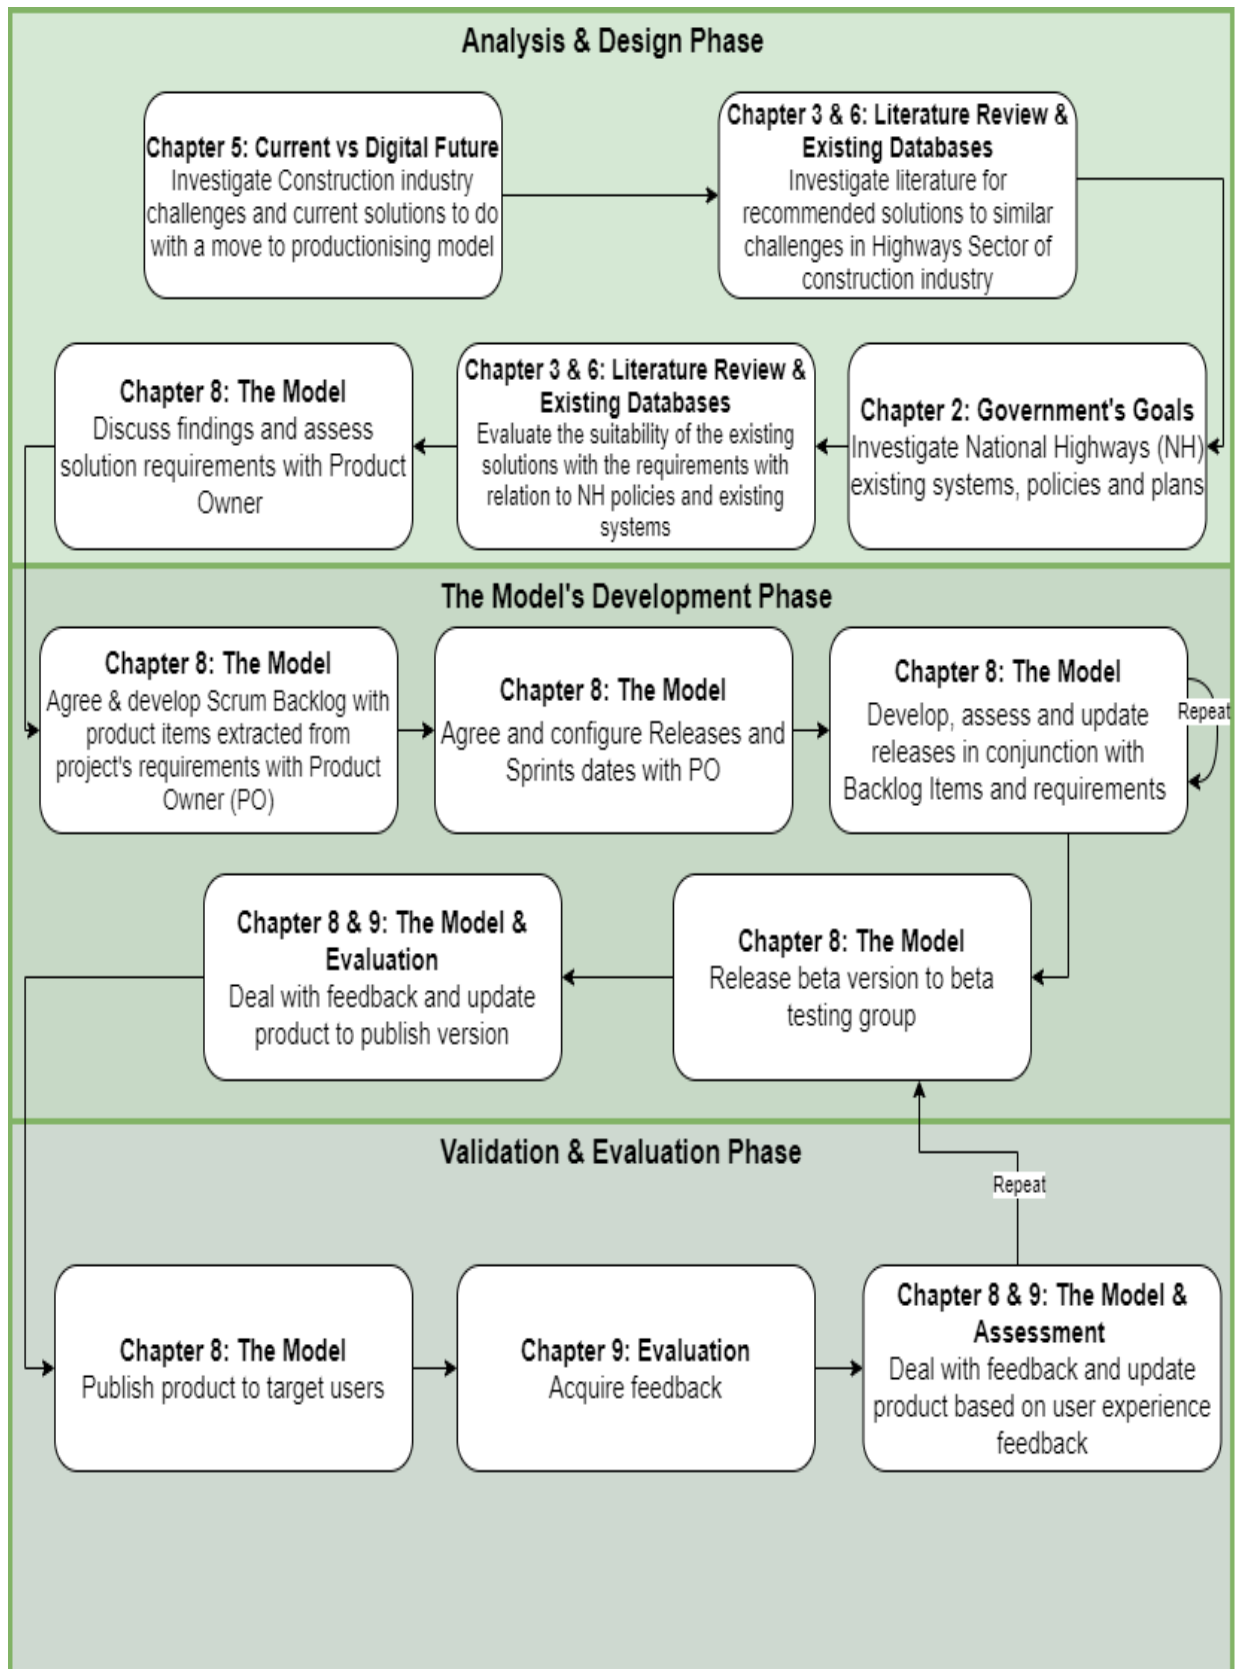 Analysis & Design Phase
Chapter 5: Current vs Digital Future
Investigate Construction industry
challenges and current solutions to do
with a move to productionising model
Chapter 3 & 6: Literature Review &
Existing Databases
Investigate literature for
recommended solutions to similar
challenges in Highways Sector of
construction industry
Chapter 2: Government's Goals
Investigate National Highways (NH)
existing systems, policies and plans
Chapter 3 & 6: Literature Review &
Existing Databases
Evaluate the suitability of the existing
solutions with the requirements with
relation to NH policies and existing
systems
Chapter 8: The Model
Discuss findings and assess
solution requirements with Product
Owner
The Model's Development Phase
Chapter 8: The Model
Agree & develop Scrum Backlog with
product items extracted from
project's requirements with Product
Owner (PO)
Chapter 8: The Model
Agree and configure Releases and
Sprints dates with PO
Chapter 8: The Model
Develop, assess and update
releases in conjunction with
Backlog Items and requirements
Repeat
Chapter 8: The Model
Release beta version to beta
testing group
Chapter 8 & 9: The Model &
Evaluation
Deal with feedback and update
product to publish version
Validation & Evaluation Phase
Chapter 8: The Model
Publish product to target users
Chapter 9: Evaluation
Acquire feedback
Chapter 8 & 9: The Model &
Assessment
Deal with feedback and update
product based on user experience
feedback
Repeat